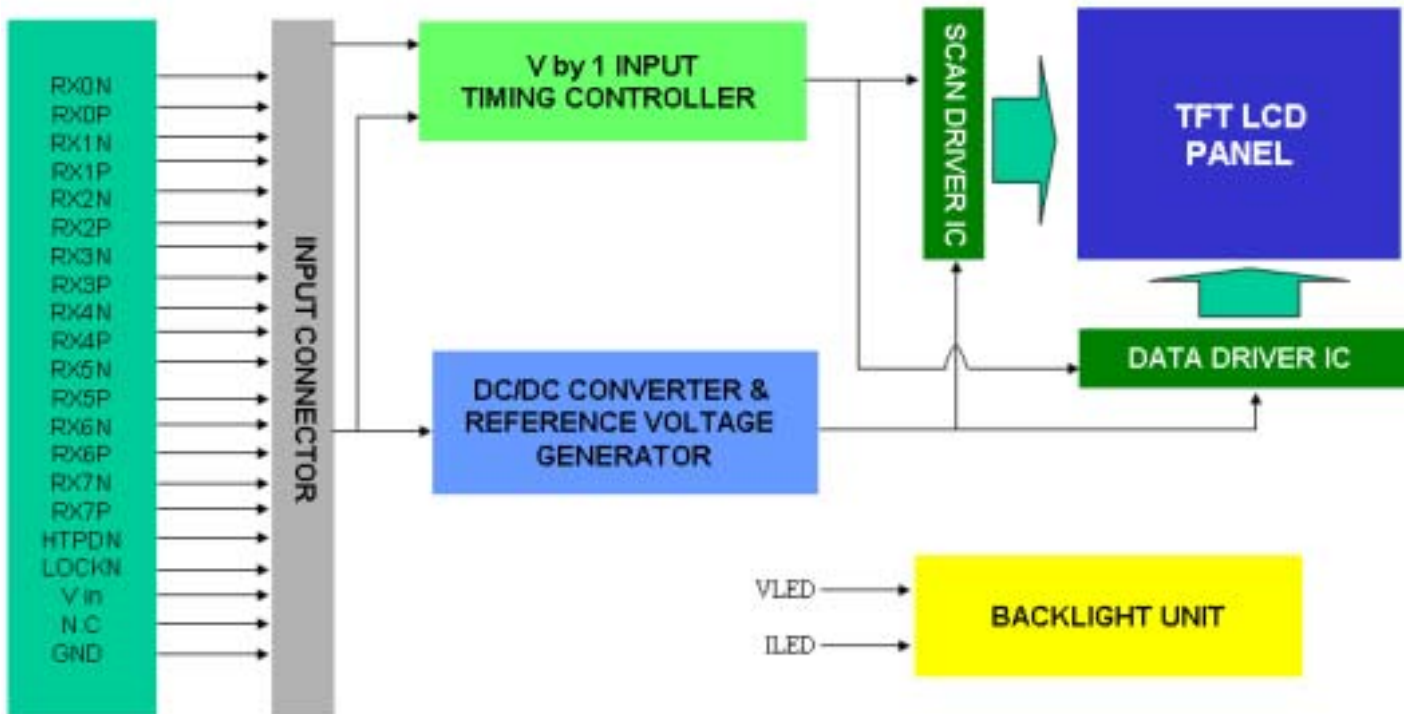 RX0N
RX0P
RX1N
RX1P
RX2N
RX2P
RX3N
RX3P
RX4N
RX4P
RX5N
RX5P
RX6N
RX6P
RX7N
RX7P
HTPDN
LOCKN
V in
N.C
GND
INPUT CONNECTOR
V by 1 INPUT
TIMING CONTROLLER
DC/DC CONVERTER &
REFERENCE VOLTAGE
GENERATOR
SCAN DRIVER IC
TFT LCD
PANEL
DATA DRIVER IC
VLED
ILED
BACKLIGHT UNIT